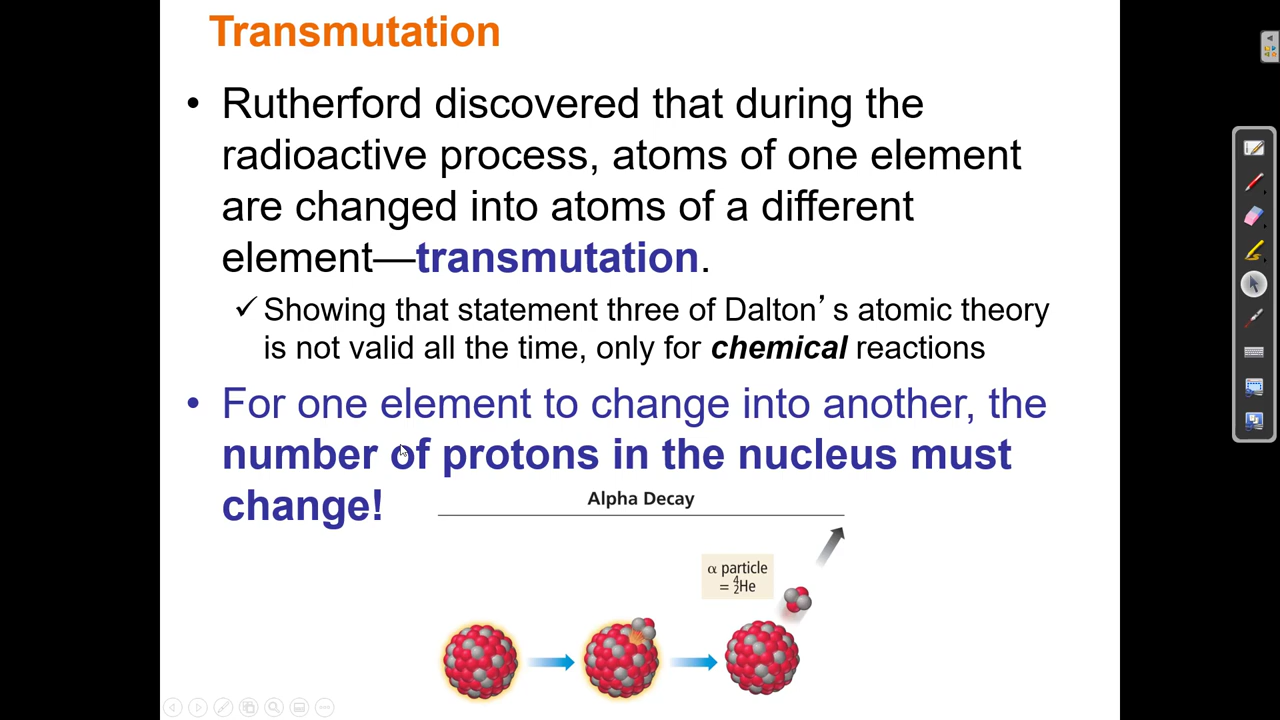 Transmutation
• Rutherford discovered that during the
radioactive process, atoms of one element
are changed into atoms of a different
element—transmutation.
✓ Showing that statement three of Dalton’s atomic theory
is not valid all the time, only for chemical reactions
• For one element to change into another, the
number of protons in the nucleus must
change!
Alpha Decay
α particle
= ⁴₂He